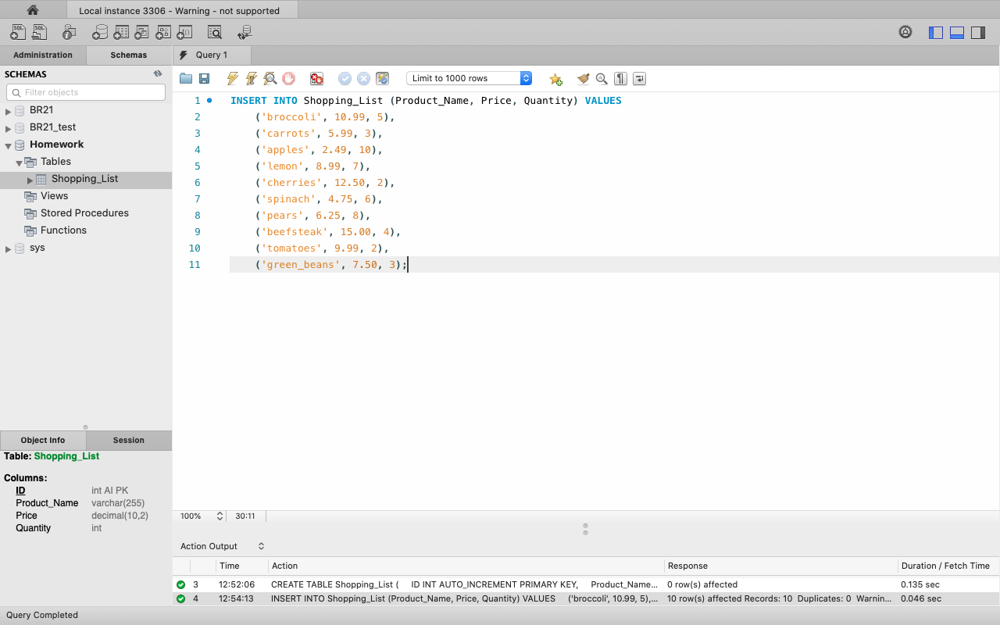 Local instance 3306 - Warning - not supported
Administration Schemas Query 1
SCHEMAS
Filter objects
Limit to 1000 rows
BR21
BR21_test
Homework
Tables
Shopping_List
Views
Stored Procedures
Functions
sys
1 INSERT INTO Shopping_List (Product_Name, Price, Quantity) VALUES
2 ('broccoli', 10.99, 5),
3 ('carrots', 5.99, 3),
4 ('apples', 2.49, 10),
5 ('lemon', 8.99, 7),
6 ('cherries', 12.50, 2),
7 ('spinach', 4.75, 6),
8 ('pears', 6.25, 8),
9 ('beefsteak', 15.00, 4),
10 ('tomatoes', 9.99, 2),
11 ('green_beans', 7.50, 3);
Object Info Session
Table: Shopping_List
Columns:
ID int AI PK
Product_Name varchar(255)
Price decimal(10,2)
Quantity int
100% 30:11
Action Output
Time Action Response Duration / Fetch Time
3 12:52:06 CREATE TABLE Shopping_List ( ID INT AUTO_INCREMENT PRIMARY KEY, Product_Name... 0 row(s) affected 0.135 sec
4 12:54:13 INSERT INTO Shopping_List (Product_Name, Price, Quantity) VALUES ('broccoli', 10.99, 5),... 10 row(s) affected Records: 10 Duplicates: 0 Warnin... 0.046 sec
Query Completed